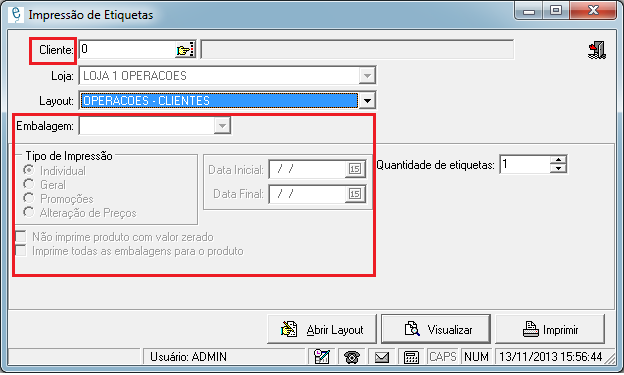 Impressão de Etiquetas
Cliente: 0
Loja: LOJA 1 OPERACOES
Layout: OPERACOES - CLIENTES
Embalagem:
Tipo de Impressão
Individual
Geral
Promoções
Alteração de Preços
Data Inicial: / / 15
Data Final: / / 15
Quantidade de etiquetas: 1
Não imprime produto com valor zerado
Imprime todas as embalagens para o produto
Abrir Layout Visualizar Imprimir
Usuário: ADMIN CAPS NUM 13/11/2013 15:56:44